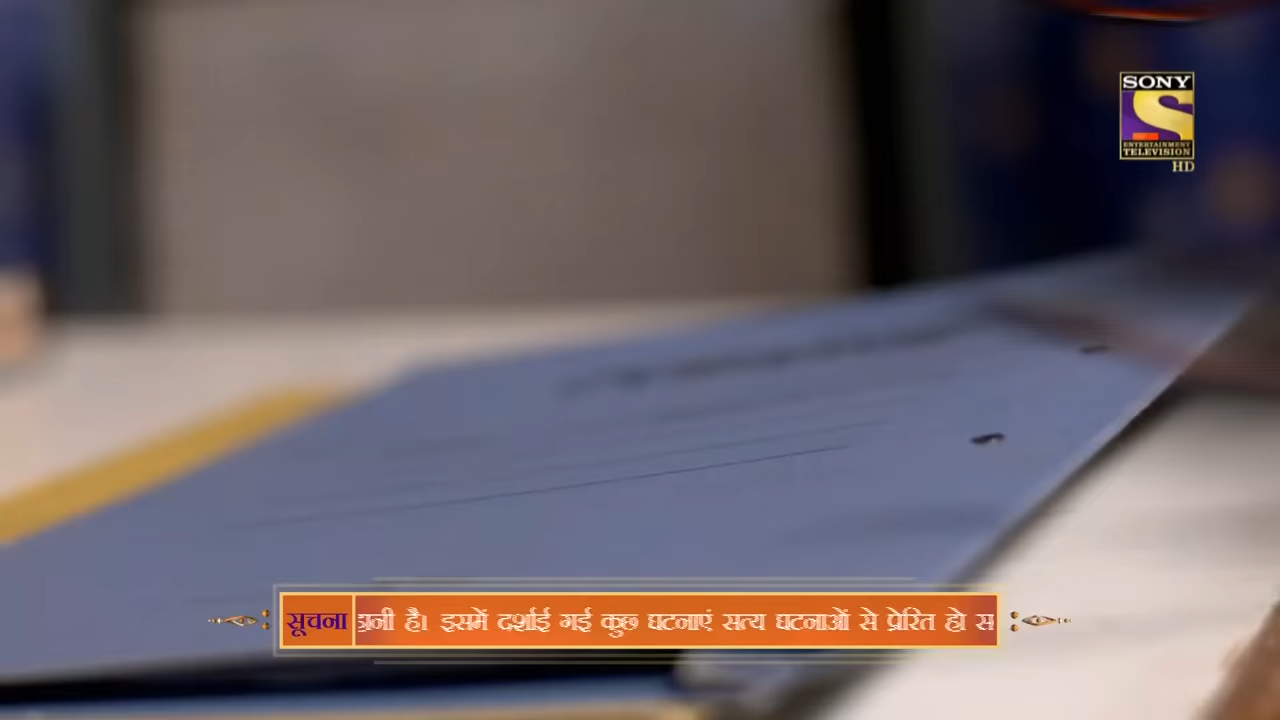 SONY
ENTERTAINMENT
TELEVISION
HD
सूचना
है। इसमें दर्शाई गई कुछ घटनाएं सत्य घटनाओं से प्रेरित हो स